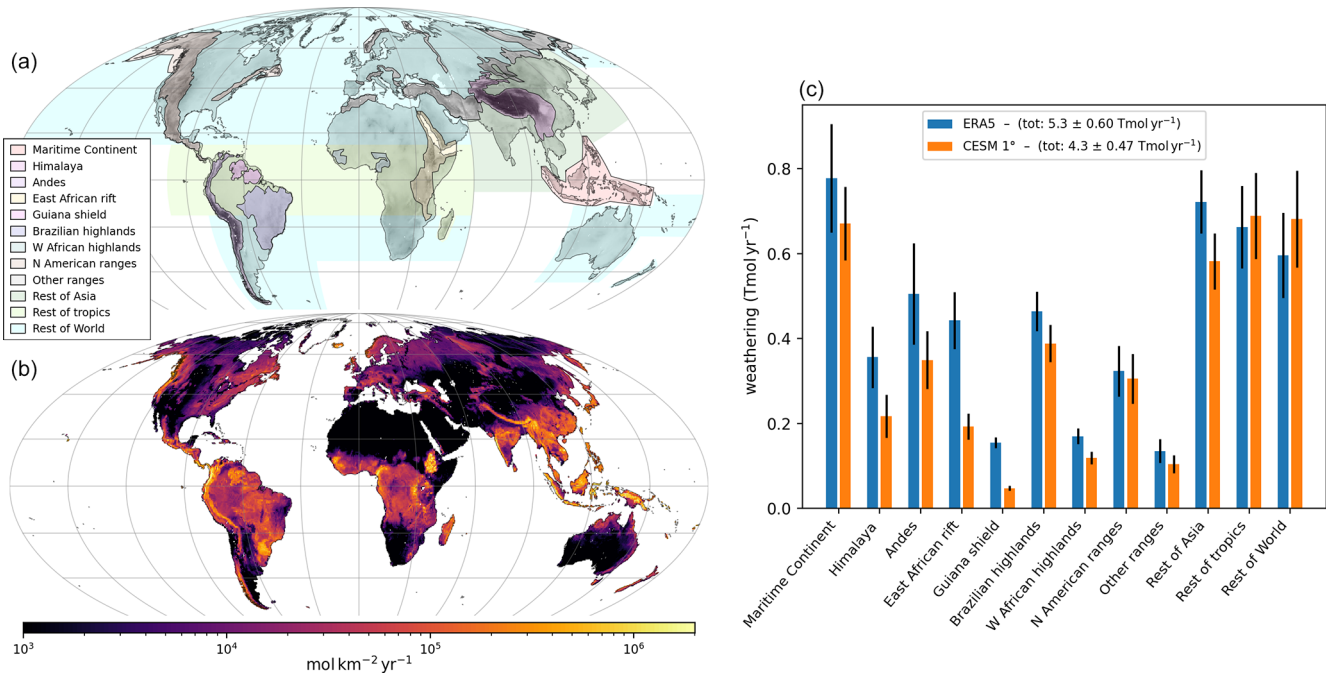 (a)
Maritime Continent
Himalaya
Andes
East African rift
Guiana shield
Brazilian highlands
W African highlands
N American ranges
Other ranges
Rest of Asia
Rest of tropics
Rest of World
(b)
10³ 10⁴ 10⁵ 10⁶
mol km⁻² yr⁻¹
(c)
ERA5 – (tot: 5.3 ± 0.60 Tmol yr⁻¹)
CESM 1° – (tot: 4.3 ± 0.47 Tmol yr⁻¹)
weathering (Tmol yr⁻¹)
0.8
0.6
0.4
0.2
0.0
Maritime Continent
Himalaya
Andes
East African rift
Guiana shield
Brazilian highlands
W African highlands
N American ranges
Other ranges
Rest of Asia
Rest of tropics
Rest of World